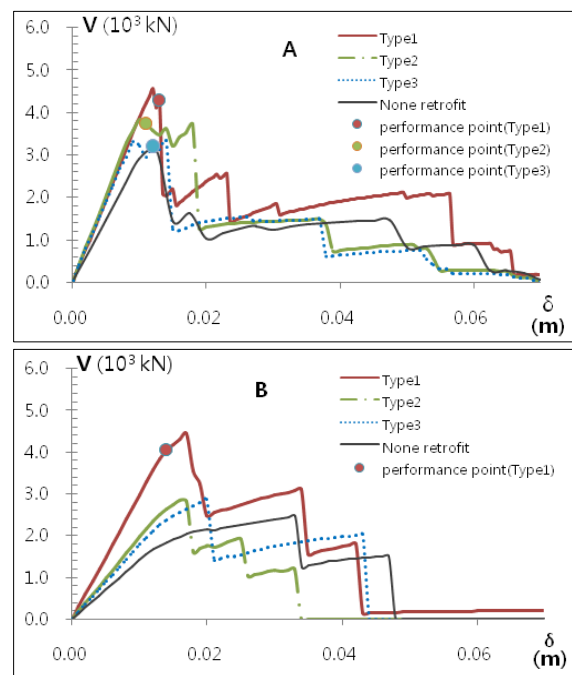 V (10³ kN)
6.0
5.0
4.0
3.0
2.0
1.0
0.0
0.00
0.02
0.04
0.06
δ
(m)
A
Type1
Type2
Type3
None retrofit
performance point(Type1)
performance point(Type2)
performance point(Type3)
V (10³ kN)
6.0
5.0
4.0
3.0
2.0
1.0
0.0
0.00
0.02
0.04
0.06
δ
(m)
B
Type1
Type2
Type3
None retrofit
performance point(Type1)